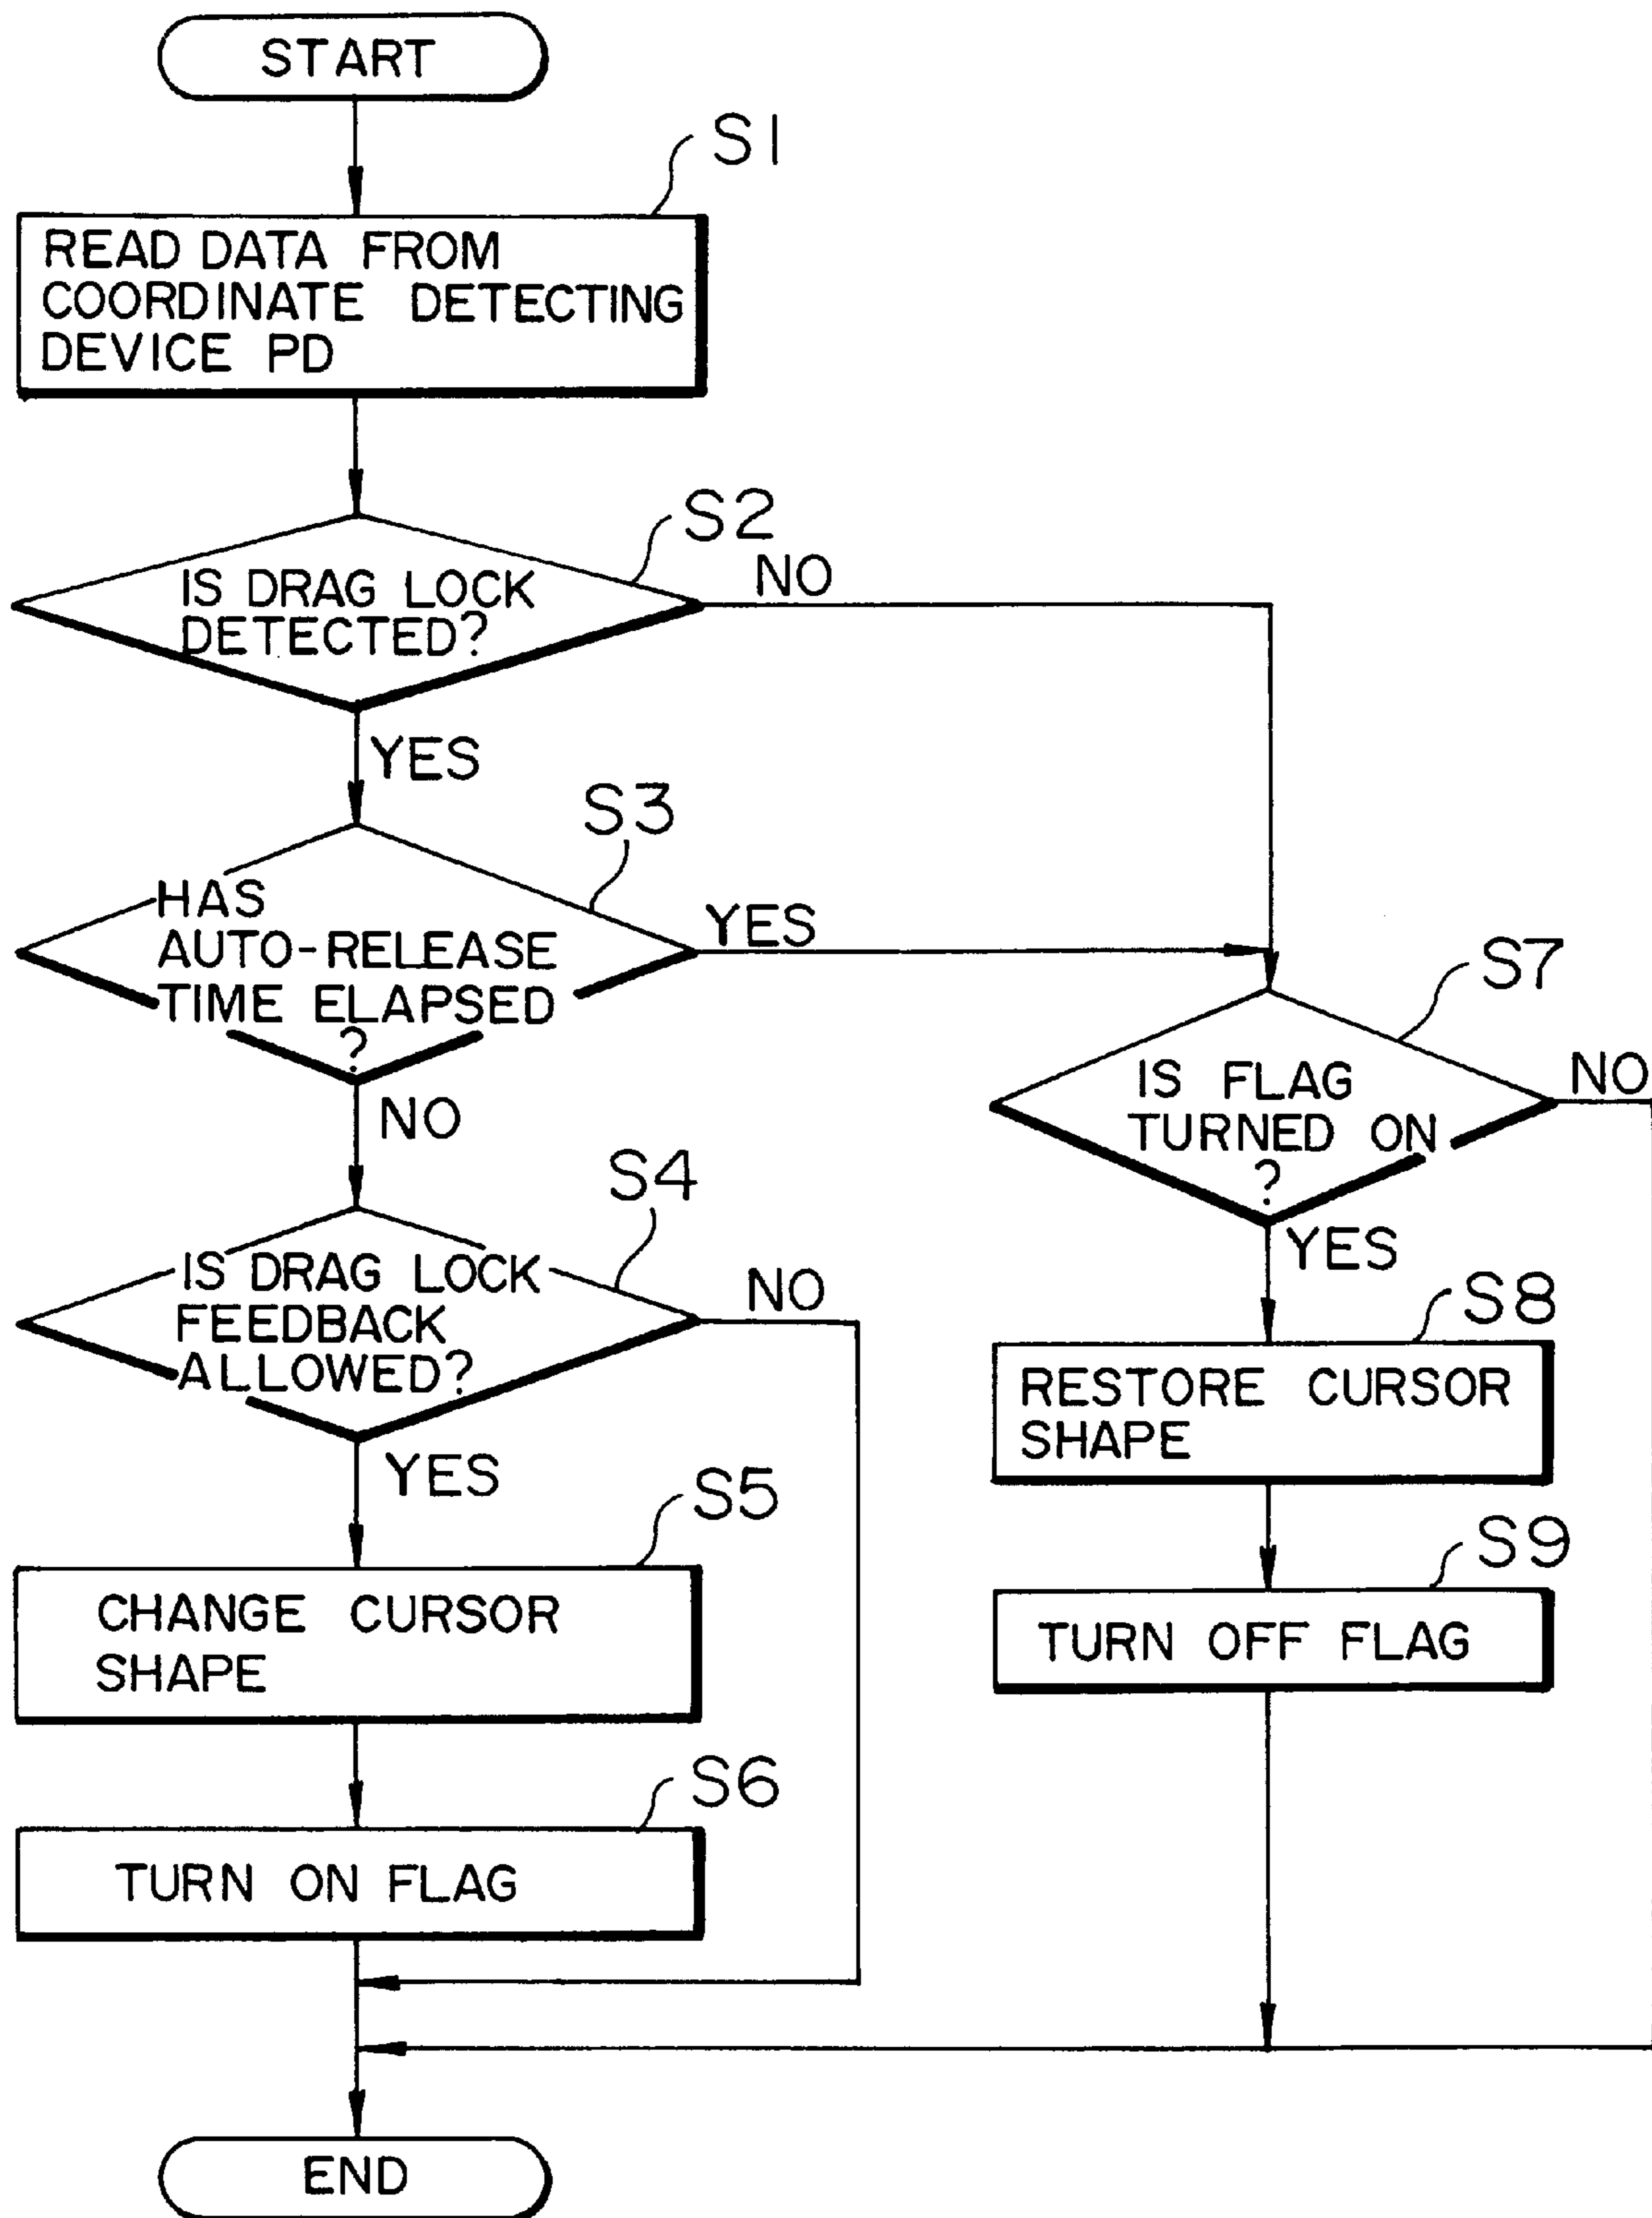 START
S1
READ DATA FROM
COORDINATE DETECTING
DEVICE PD
S2
IS DRAG LOCK
DETECTED?
NO
YES
S3
HAS
AUTO-RELEASE
TIME ELAPSED
?
YES
NO
S4
IS DRAG LOCK
FEEDBACK
ALLOWED?
NO
YES
S5
CHANGE CURSOR
SHAPE
S6
TURN ON FLAG
S7
IS FLAG
TURNED ON
?
NO
YES
S8
RESTORE CURSOR
SHAPE
S9
TURN OFF FLAG
END